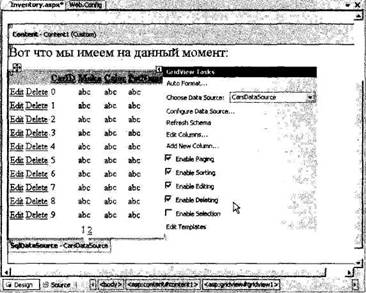 Inventory.aspx* Web.Config
Content - Content1 (Custom)
Вот что мы имеем на данный момент:
CarID Make Color
Edit Delete 0 abc abc abc
Edit Delete 1 abc abc abc
Edit Delete 2 abc abc abc
Edit Delete 3 abc abc abc
Edit Delete 4 abc abc abc
Edit Delete 5 abc abc abc
Edit Delete 6 abc abc abc
Edit Delete 7 abc abc abc
Edit Delete 8 abc abc abc
Edit Delete 9 abc abc abc
1 2
SqlDataSource - CarsDataSource
GridView Tasks
Auto Format...
Choose Data Source: CarsDataSource
Configure Data Source...
Refresh Schema
Edit Columns...
Add New Column...
Enable Paging
Enable Sorting
Enable Editing
Enable Deleting
Enable Selection
Edit Templates
Design Source <body> <asp:content#content1> <asp:gridview#gridview1>